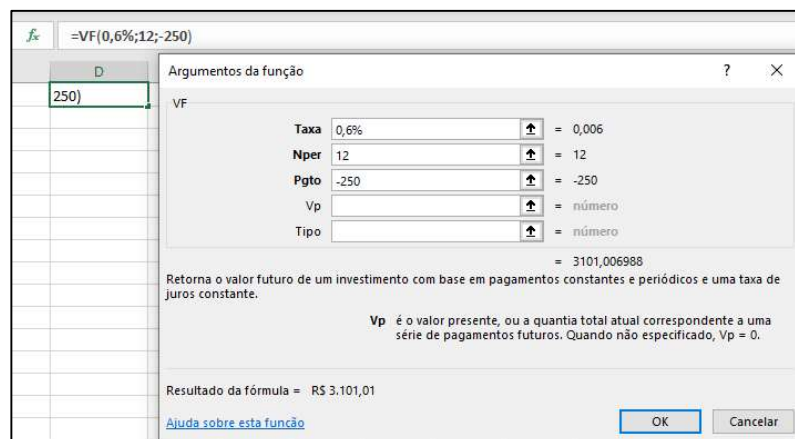 fx =VF(0,6%;12;-250)
D
250)
Argumentos da função ? ×
VF
Taxa 0,6% = 0,006
Nper 12 = 12
Pgto -250 = -250
Vp = número
Tipo = número
= 3101,006988
Retorna o valor futuro de um investimento com base em pagamentos constantes e periódicos e uma taxa de
juros constante.
Vp é o valor presente, ou a quantia total atual correspondente a uma
série de pagamentos futuros. Quando não especificado, Vp = 0.
Resultado da fórmula = R$ 3.101,01
Ajuda sobre esta função
OK Cancelar